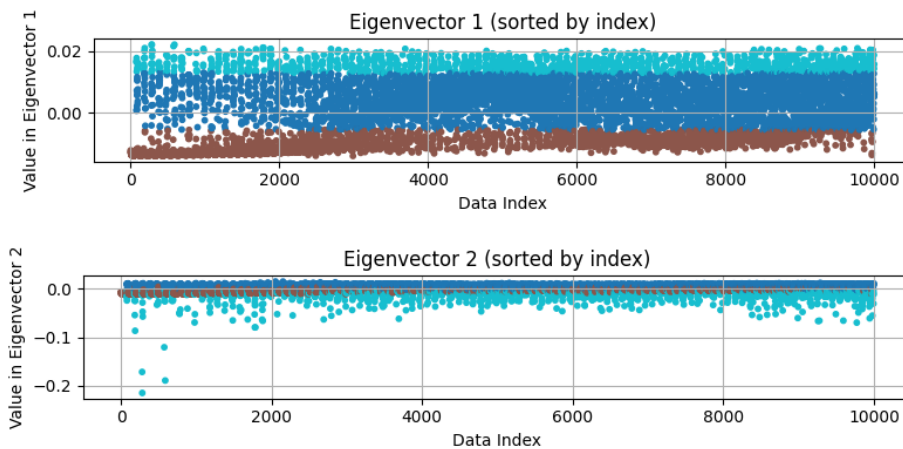 Eigenvector 1 (sorted by index)
Value in Eigenvector 1
0.02
0.00
0 2000 4000 6000 8000 10000
Data Index
Eigenvector 2 (sorted by index)
Value in Eigenvector 2
0.0
−0.1
−0.2
0 2000 4000 6000 8000 10000
Data Index